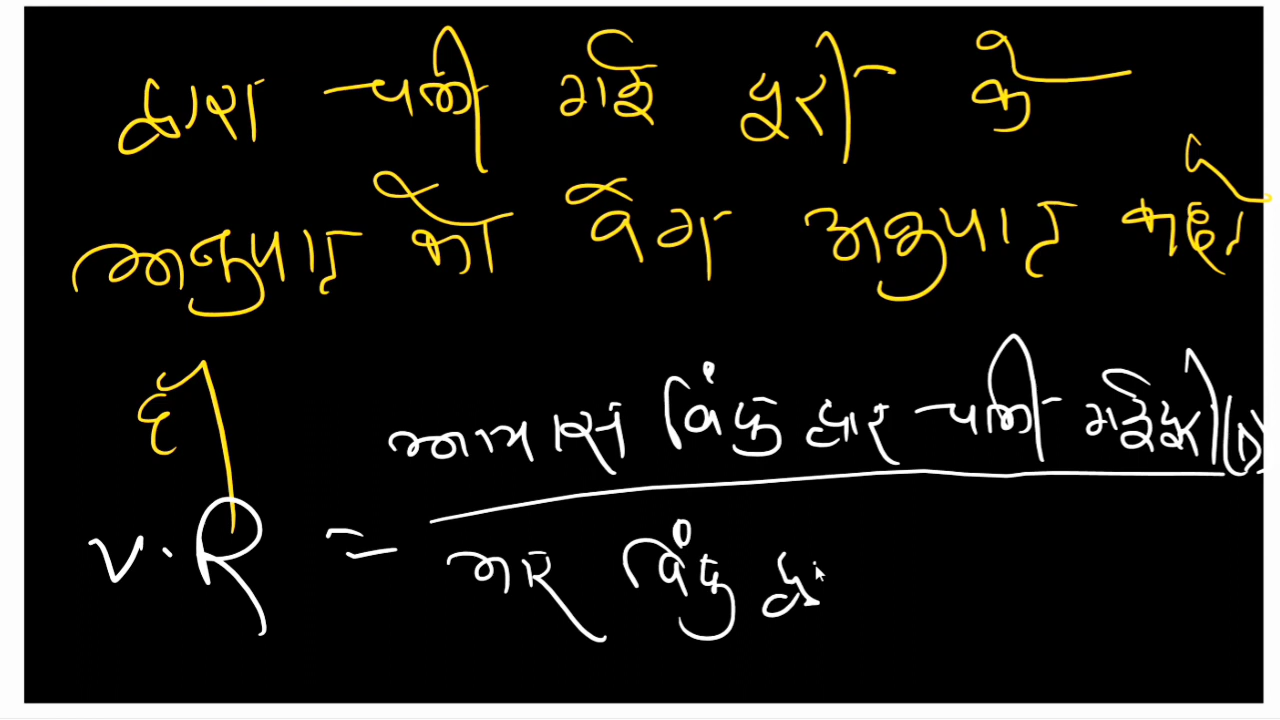 द्वारा चली गई दूरी के
अनुपात को वेग अनुपात कहते
हैं
आयास बिंदु द्वार चली गई दूरी (D)
V.R =
भार बिंदु द्वा